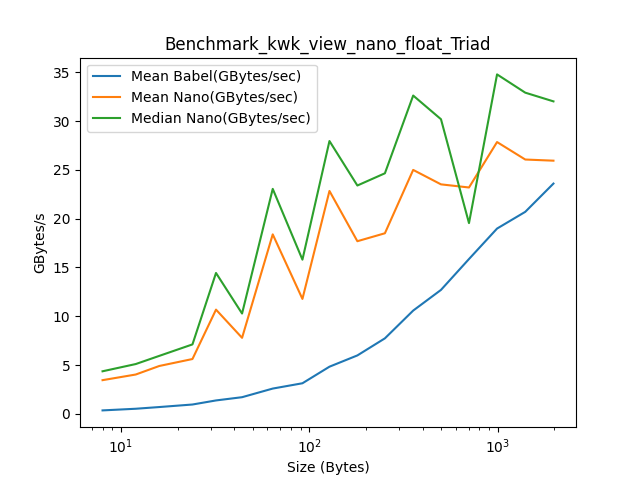 Benchmark_kwk_view_nano_float_Triad
Mean Babel(GBytes/sec)
Mean Nano(GBytes/sec)
Median Nano(GBytes/sec)
GBytes/s
35
30
25
20
15
10
5
0
10¹
10²
10³
Size (Bytes)